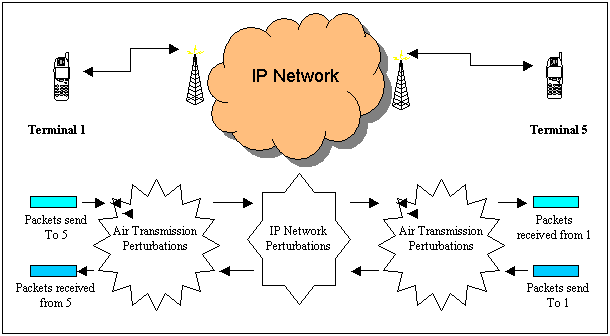 IP Network
Terminal 1
Terminal 5
Packets send
To 5
Air Transmission
Perturbations
IP Network
Perturbations
Air Transmission
Perturbations
Packets
received from 1
Packets received
from 5
Packets send
To 1